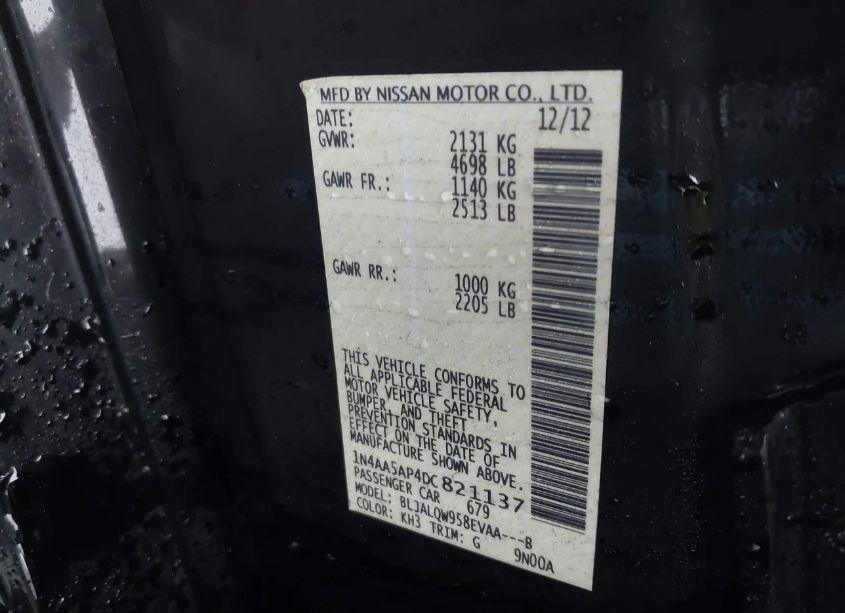 MFD BY NISSAN MOTOR CO., LTD.
DATE: 12/12
GVWR: 2131 KG
4698 LB
GAWR FR.: 1140 KG
2513 LB
GAWR RR.: 1000 KG
2205 LB
THIS VEHICLE CONFORMS TO
ALL APPLICABLE FEDERAL
MOTOR VEHICLE SAFETY,
BUMPER, AND THEFT
PREVENTION STANDARDS IN
EFFECT ON THE DATE OF
MANUFACTURE SHOWN ABOVE.
1N4AA5AP4DC821137
PASSENGER CAR 679
MODEL: BLJALQW958EVAA---B
COLOR: KH3 TRIM: G 9N00A